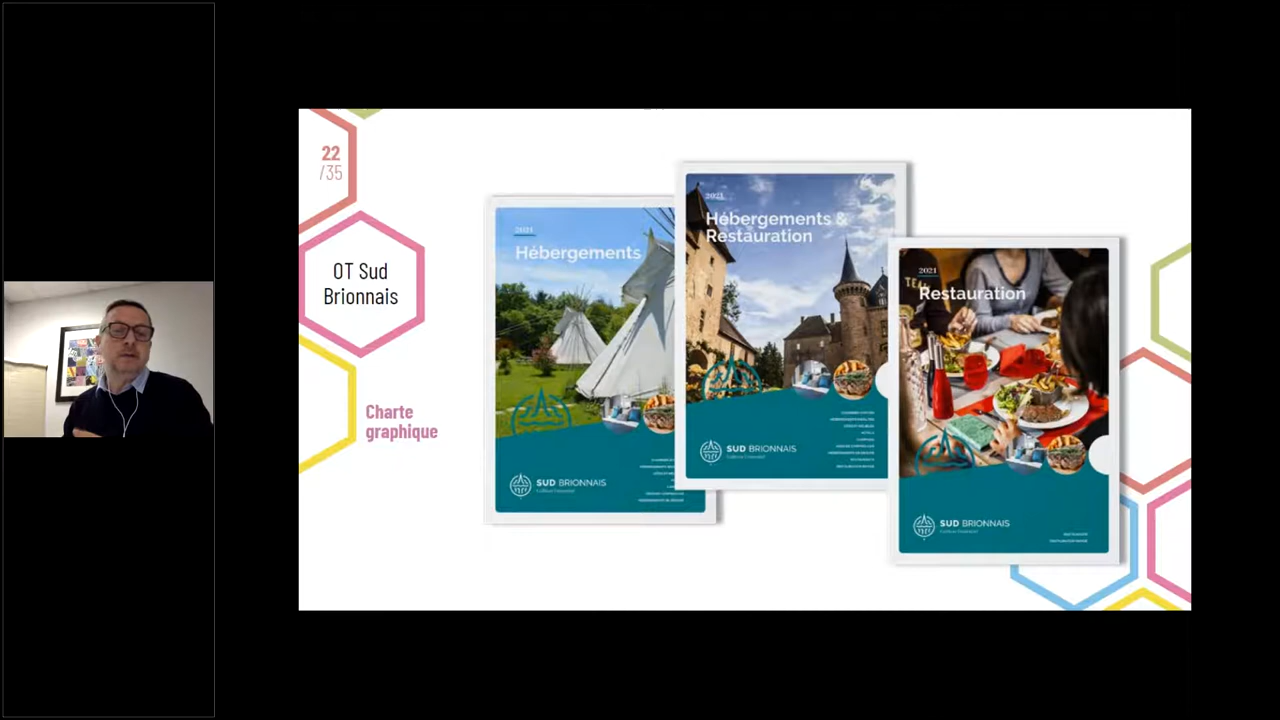 22
/35
OT Sud
Brionnais
Charte
graphique
2021
Hébergements
SUD BRIONNAIS
2021
Hébergements &
Restauration
SUD BRIONNAIS
2021
Restauration
SUD BRIONNAIS